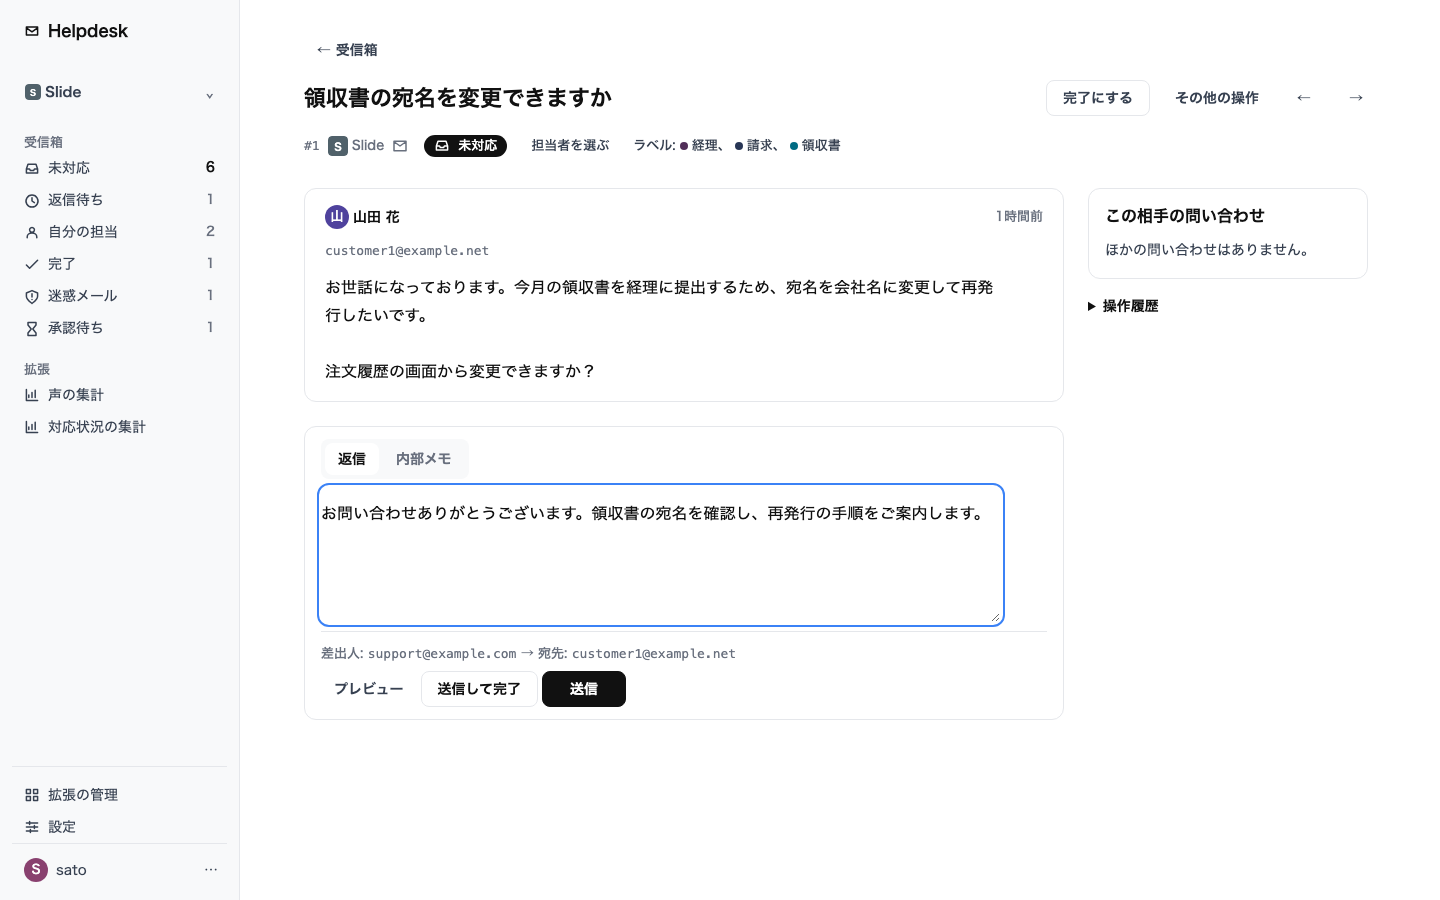 Helpdesk
S Slide
受信箱
未対応 6
返信待ち 1
自分の担当 2
完了 1
迷惑メール 1
承認待ち 1
拡張
声の集計
対応状況の集計
拡張の管理
設定
S sato ...
← 受信箱
領収書の宛名を変更できますか
完了にする その他の操作 ← →
#1 S Slide 未対応 担当者を選ぶ ラベル: 経理、 請求、 領収書
山 山田 花 1時間前
customer1@example.net
お世話になっております。今月の領収書を経理に提出するため、宛名を会社名に変更して再発
行したいです。
注文履歴の画面から変更できますか？
返信 内部メモ
お問い合わせありがとうございます。領収書の宛名を確認し、再発行の手順をご案内します。
差出人: support@example.com → 宛先: customer1@example.net
プレビュー 送信して完了 送信
この相手の問い合わせ
ほかの問い合わせはありません。
▶ 操作履歴